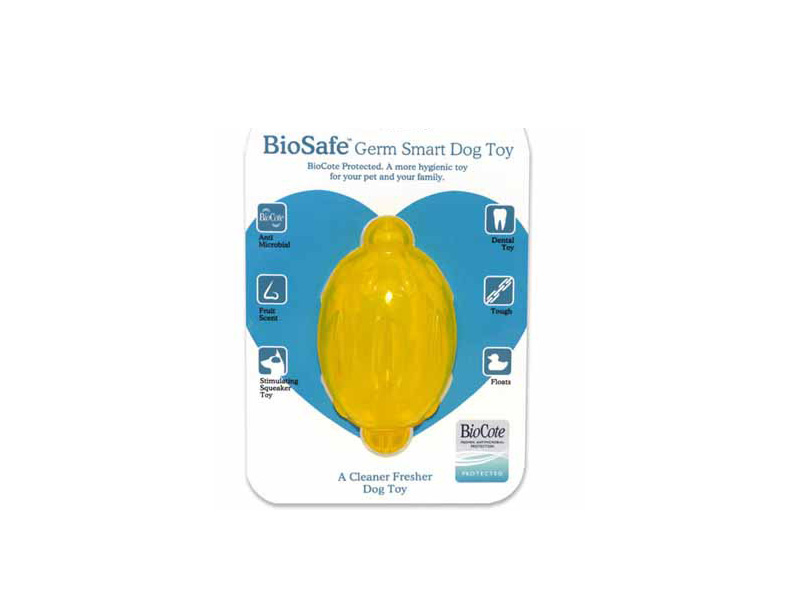 BioSafe™ Germ Smart Dog Toy
BioCote Protected. A more hygienic toy
for your pet and your family.
BioCote
Anti
Microbial
Dental
Toy
Fruit
Scent
Tough
Stimulating
Squeaker
Toy
Floats
BioCote
PROTECTED
A Cleaner Fresher
Dog Toy